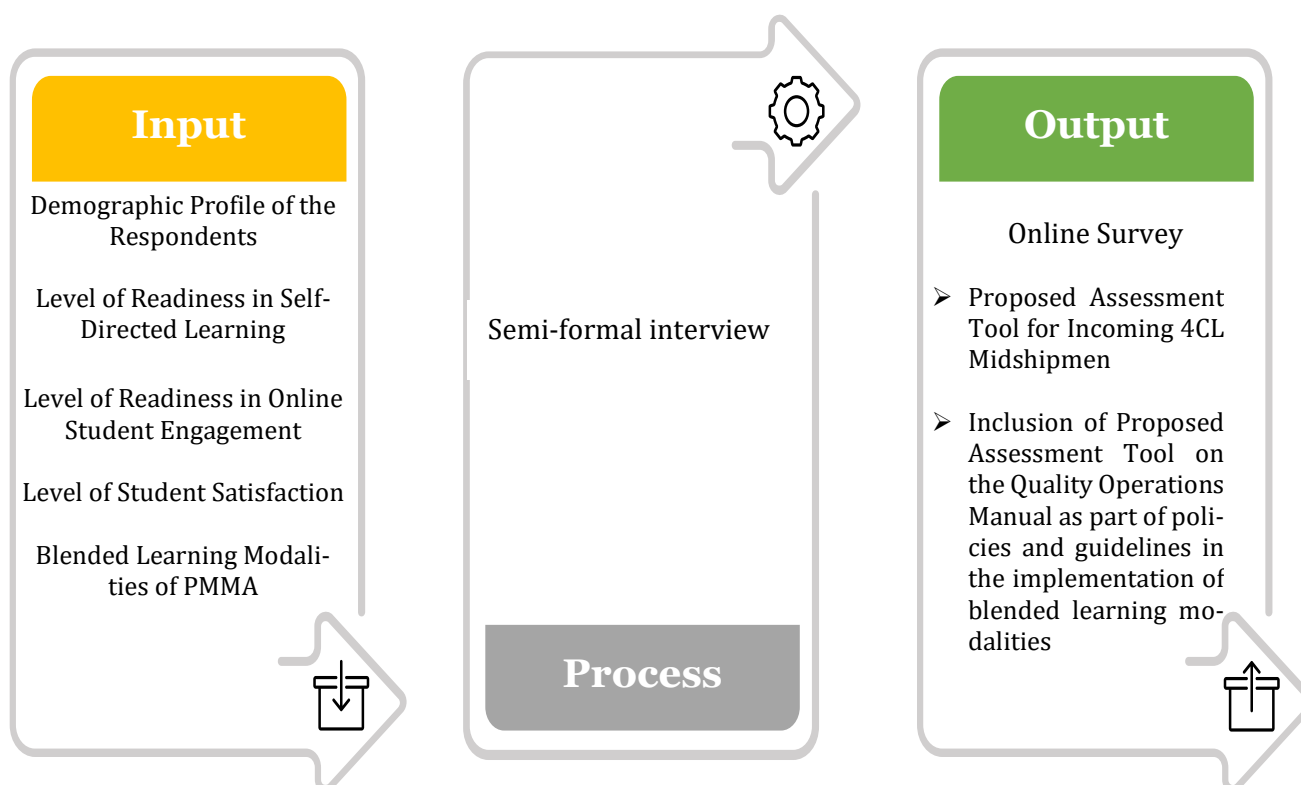 Input
Demographic Profile of the
Respondents
Level of Readiness in Self-
Directed Learning
Level of Readiness in Online
Student Engagement
Level of Student Satisfaction
Blended Learning Modali-
ties of PMMA
Semi-formal interview
Process
Output
Online Survey
➢ Proposed Assessment
Tool for Incoming 4CL
Midshipmen
➢ Inclusion of Proposed
Assessment Tool on
the Quality Operations
Manual as part of poli-
cies and guidelines in
the implementation of
blended learning mo-
dalities